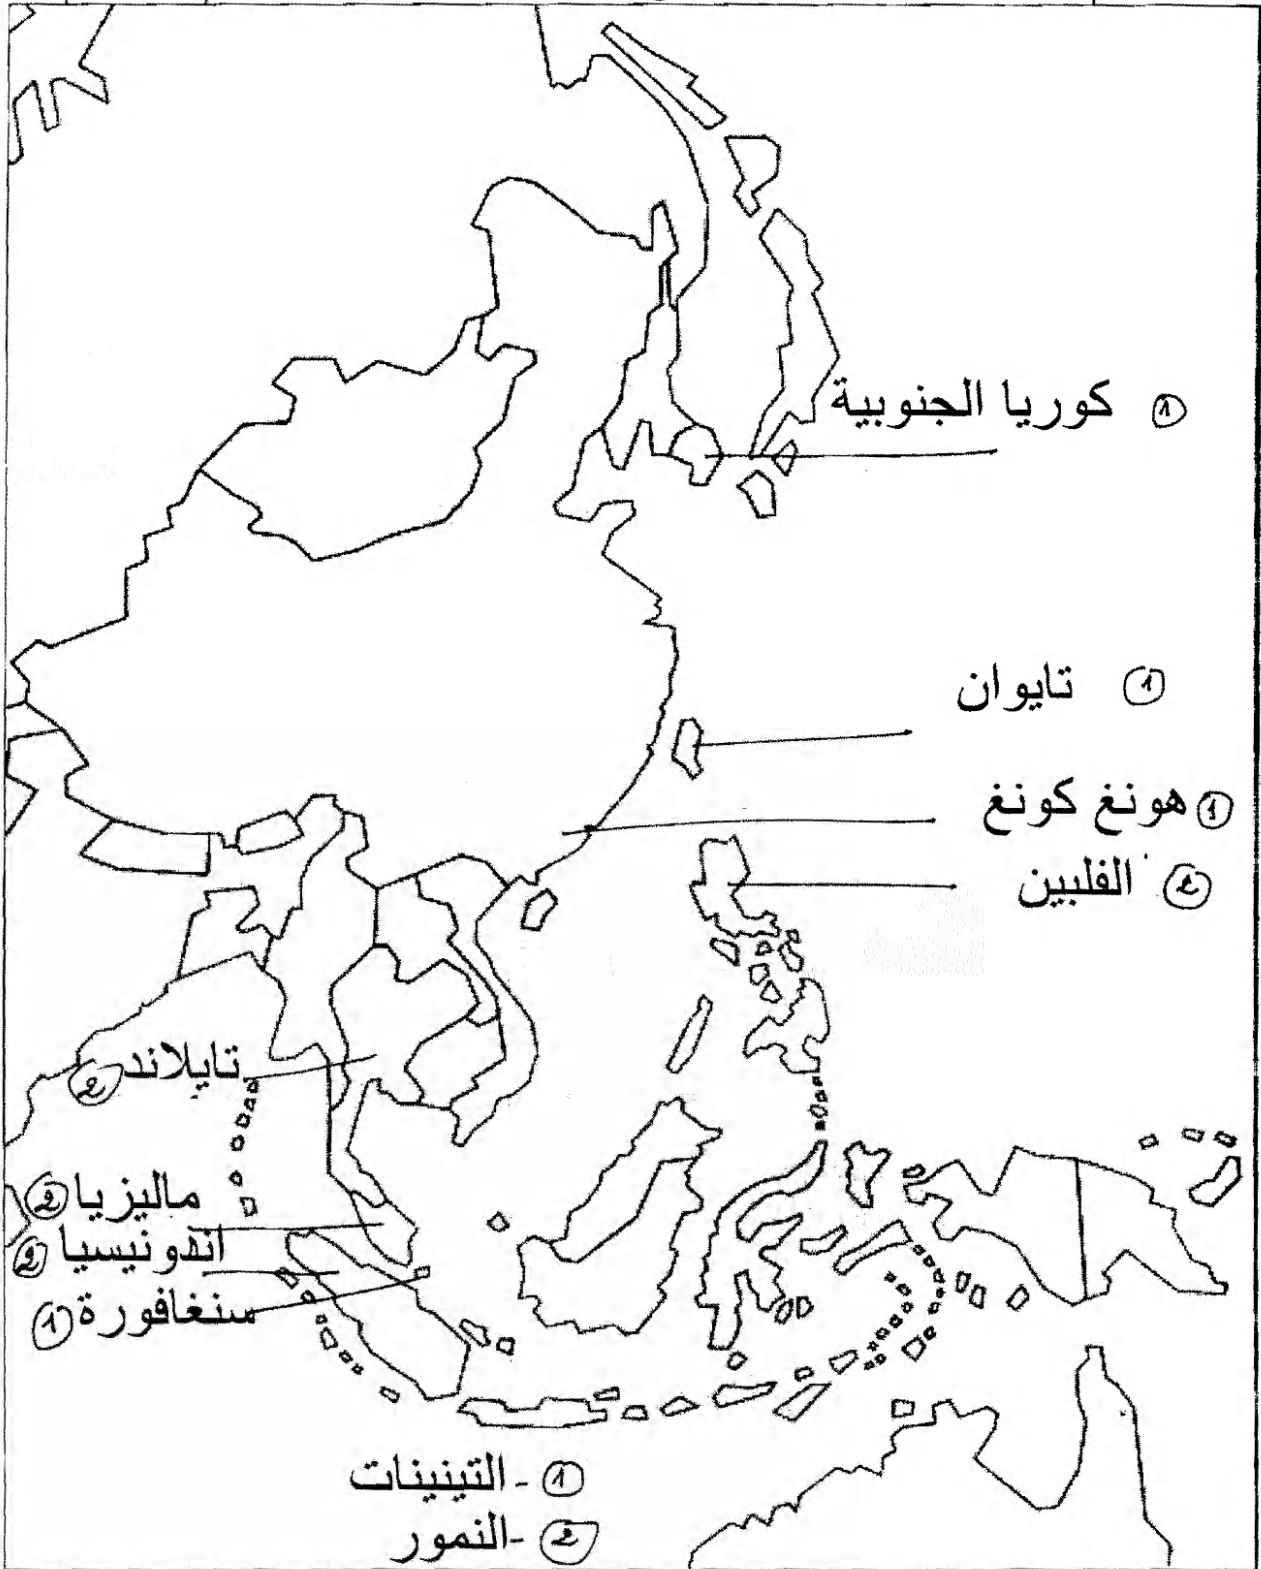 كوريا الجنوبية ①
تايوان ①
هونغ كونغ ①
الفلبين ②
تايلاند ②
ماليزيا ②
اندونيسيا ②
سنغافورة ①
① - التينينات
② - النمور